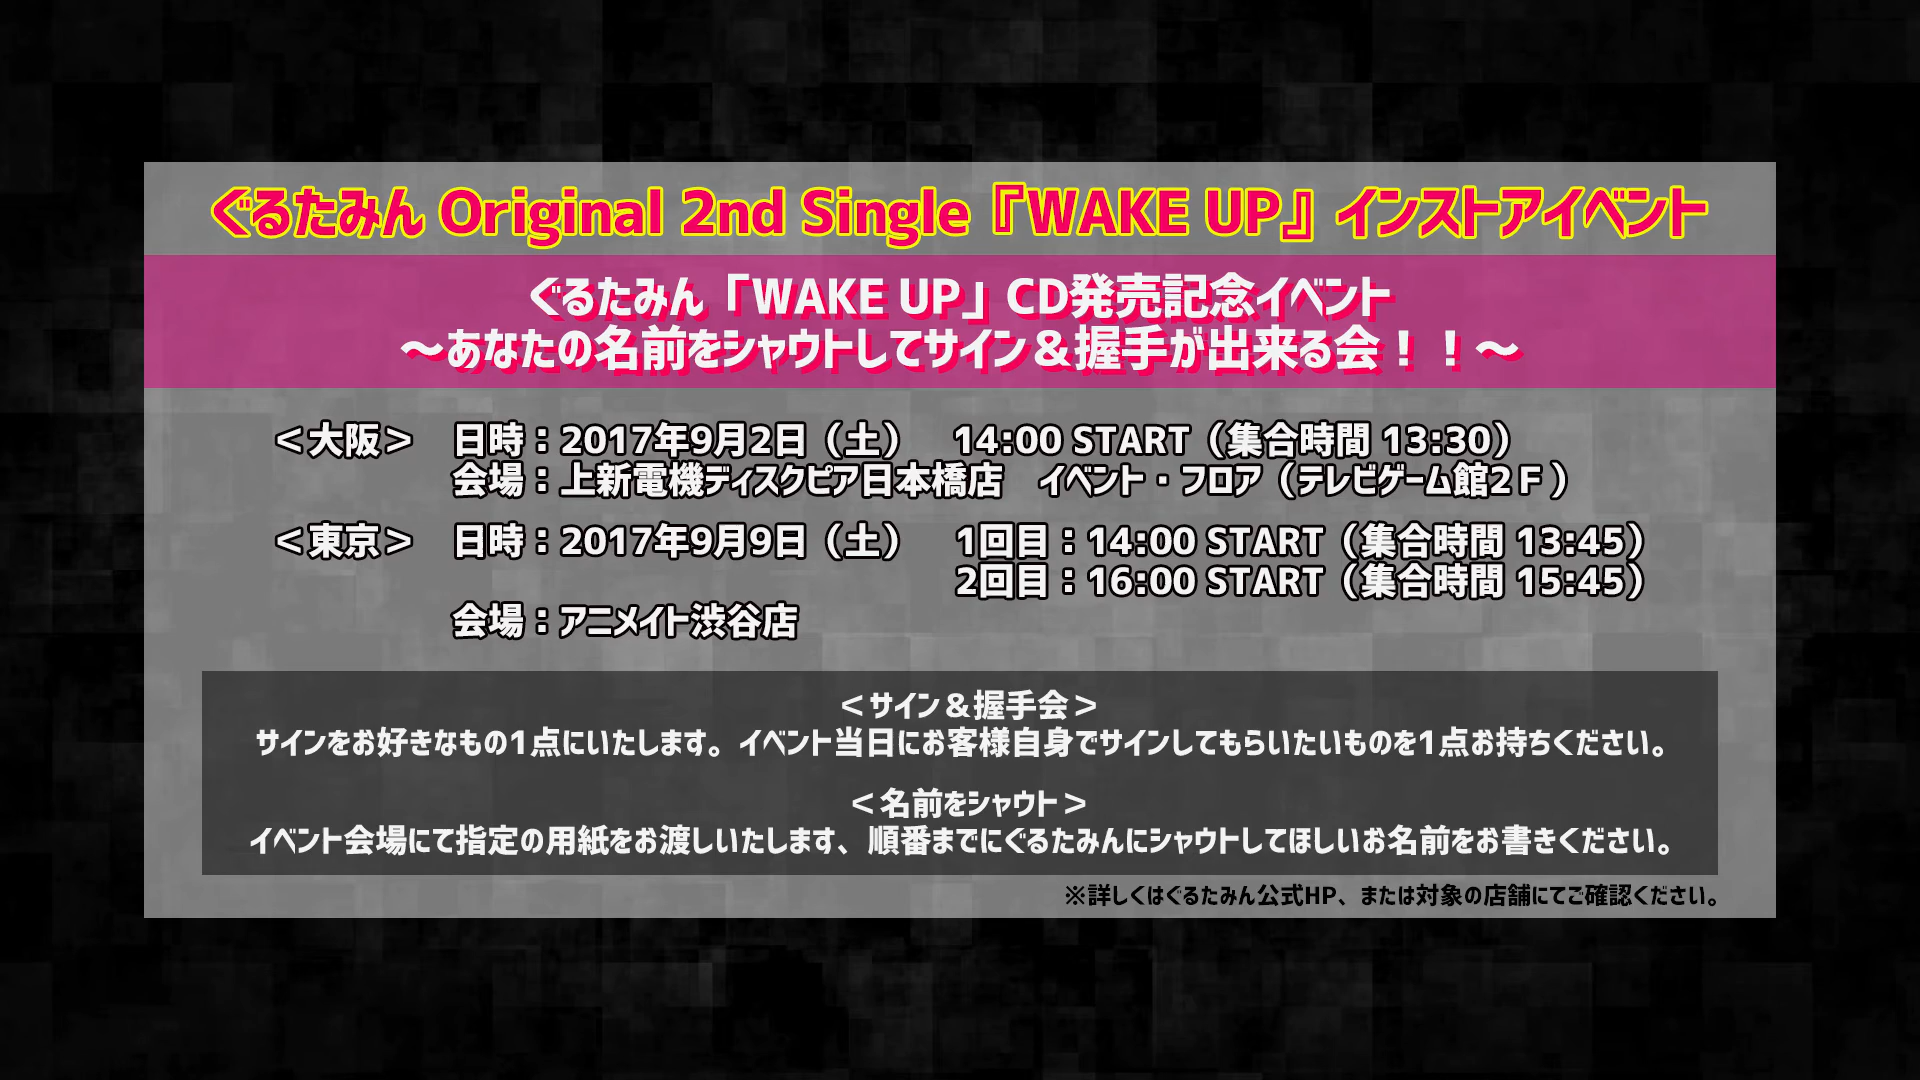 ぐるたみん Original 2nd Single『WAKE UP』インストアイベント
ぐるたみん「WAKE UP」CD発売記念イベント
～あなたの名前をシャウトしてサイン＆握手が出来る会！！～
＜大阪＞　日時：2017年9月2日（土）　14:00 START（集合時間 13:30）
会場：上新電機ディスクピア日本橋店　イベント・フロア（テレビゲーム館2Ｆ）
＜東京＞　日時：2017年9月9日（土）　1回目：14:00 START（集合時間 13:45）
2回目：16:00 START（集合時間 15:45）
会場：アニメイト渋谷店
＜サイン＆握手会＞
サインをお好きなもの1点にいたします。イベント当日にお客様自身でサインしてもらいたいものを1点お持ちください。
＜名前をシャウト＞
イベント会場にて指定の用紙をお渡しいたします、順番までにぐるたみんにシャウトしてほしいお名前をお書きください。
※詳しくはぐるたみん公式HP、または対象の店舗にてご確認ください。